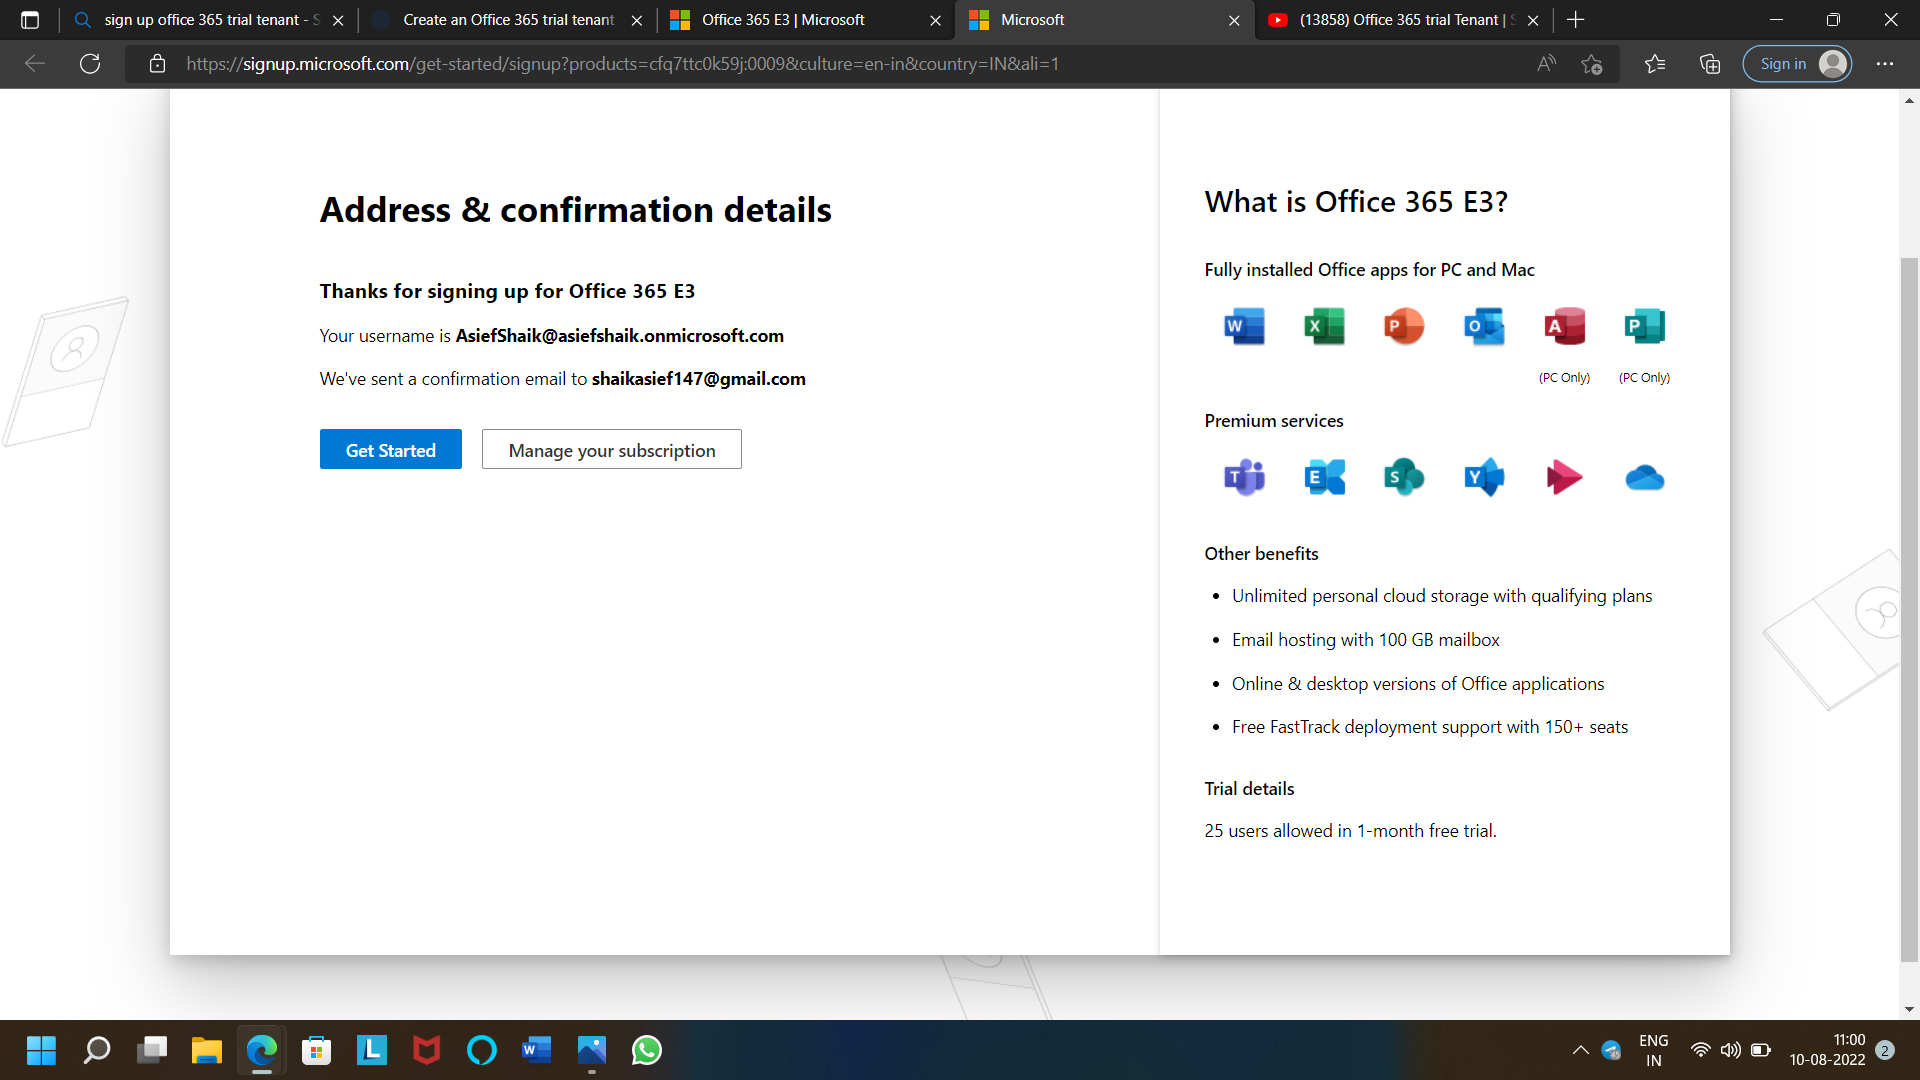 sign up office 365 trial tenant - S
Create an Office 365 trial tenant
Office 365 E3 | Microsoft
Microsoft
(13858) Office 365 trial Tenant | S
https://signup.microsoft.com/get-started/signup?products=cfq7ttc0k59j:0009&culture=en-in&country=IN&ali=1
Sign in
Address & confirmation details
Thanks for signing up for Office 365 E3
Your username is AsiefShaik@asiefshaik.onmicrosoft.com
We've sent a confirmation email to shaikasief147@gmail.com
Get Started
Manage your subscription
What is Office 365 E3?
Fully installed Office apps for PC and Mac
W X P O A P
(PC Only) (PC Only)
Premium services
T E S Y
Other benefits
• Unlimited personal cloud storage with qualifying plans
• Email hosting with 100 GB mailbox
• Online & desktop versions of Office applications
• Free FastTrack deployment support with 150+ seats
Trial details
25 users allowed in 1-month free trial.
L
W
45
ENG
IN
11:00
10-08-2022
2